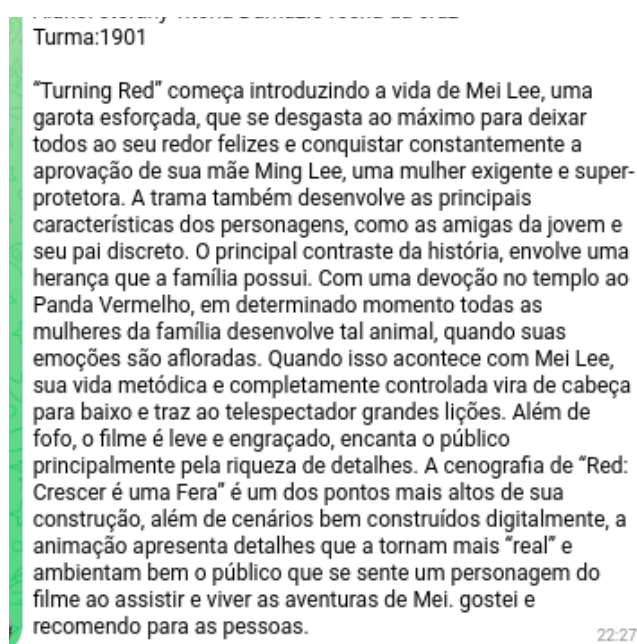 Turma:1901
“Turning Red” começa introduzindo a vida de Mei Lee, uma
garota esforçada, que se desgasta ao máximo para deixar
todos ao seu redor felizes e conquistar constantemente a
aprovação de sua mãe Ming Lee, uma mulher exigente e super-
protetora. A trama também desenvolve as principais
características dos personagens, como as amigas da jovem e
seu pai discreto. O principal contraste da história, envolve uma
herança que a família possui. Com uma devoção no templo ao
Panda Vermelho, em determinado momento todas as
mulheres da família desenvolve tal animal, quando suas
emoções são afloradas. Quando isso acontece com Mei Lee,
sua vida metódica e completamente controlada vira de cabeça
para baixo e traz ao telespectador grandes lições. Além de
fofo, o filme é leve e engraçado, encanta o público
principalmente pela riqueza de detalhes. A cenografia de “Red:
Crescer é uma Fera” é um dos pontos mais altos de sua
construção, além de cenários bem construídos digitalmente, a
animação apresenta detalhes que a tornam mais “real” e
ambientam bem o público que se sente um personagem do
filme ao assistir e viver as aventuras de Mei. gostei e
recomendo para as pessoas.
22:27